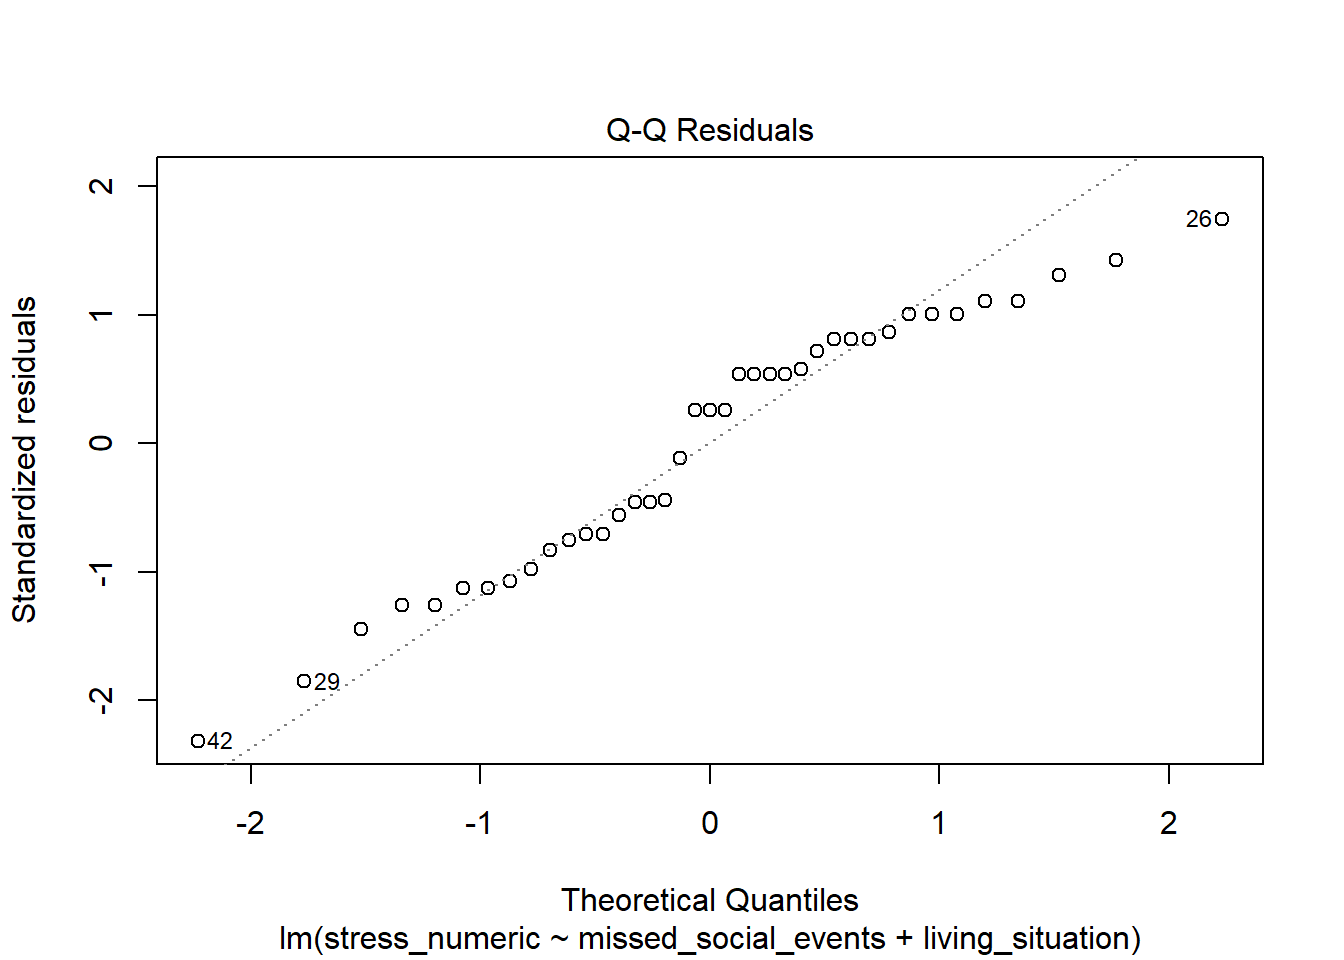 Q-Q Residuals
Standardized residuals
2
1
0
-1
-2
26
29
42
-2 -1 0 1 2
Theoretical Quantiles
lm(stress_numeric ~ missed_social_events + living_situation)